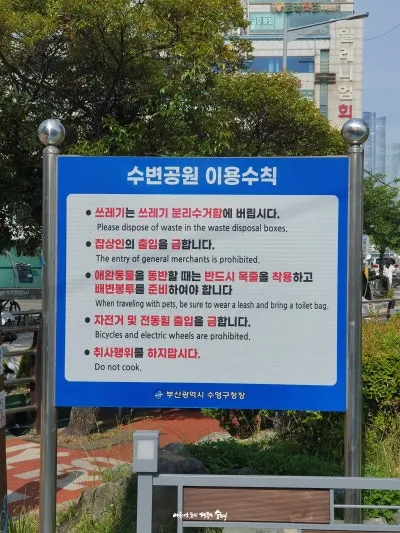 수변공원 이용수칙
● 쓰레기는 쓰레기 분리수거함에 버립시다.
Please dispose of waste in the waste disposal boxes.
● 잡상인의 출입을 금합니다.
The entry of general merchants is prohibited.
● 애완동물을 동반할 때는 반드시 목줄을 착용하고
배변봉투를 준비하여야 합니다
When traveling with pets, be sure to wear a leash and bring a toilet bag.
● 자전거 및 전동휠 출입을 금합니다.
Bicycles and electric wheels are prohibited.
● 취사행위를 하지맙시다.
Do not cook.
부산광역시 수영구청장